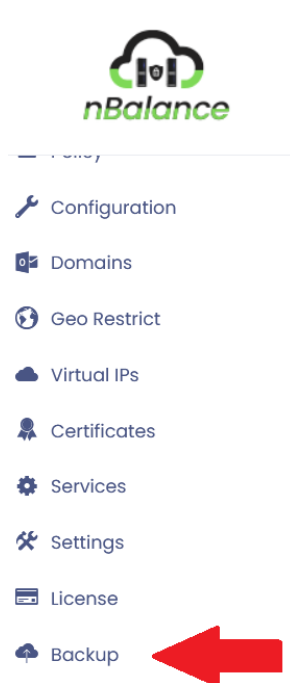 nBalance
Configuration
Domains
Geo Restrict
Virtual IPs
Certificates
Services
Settings
License
Backup